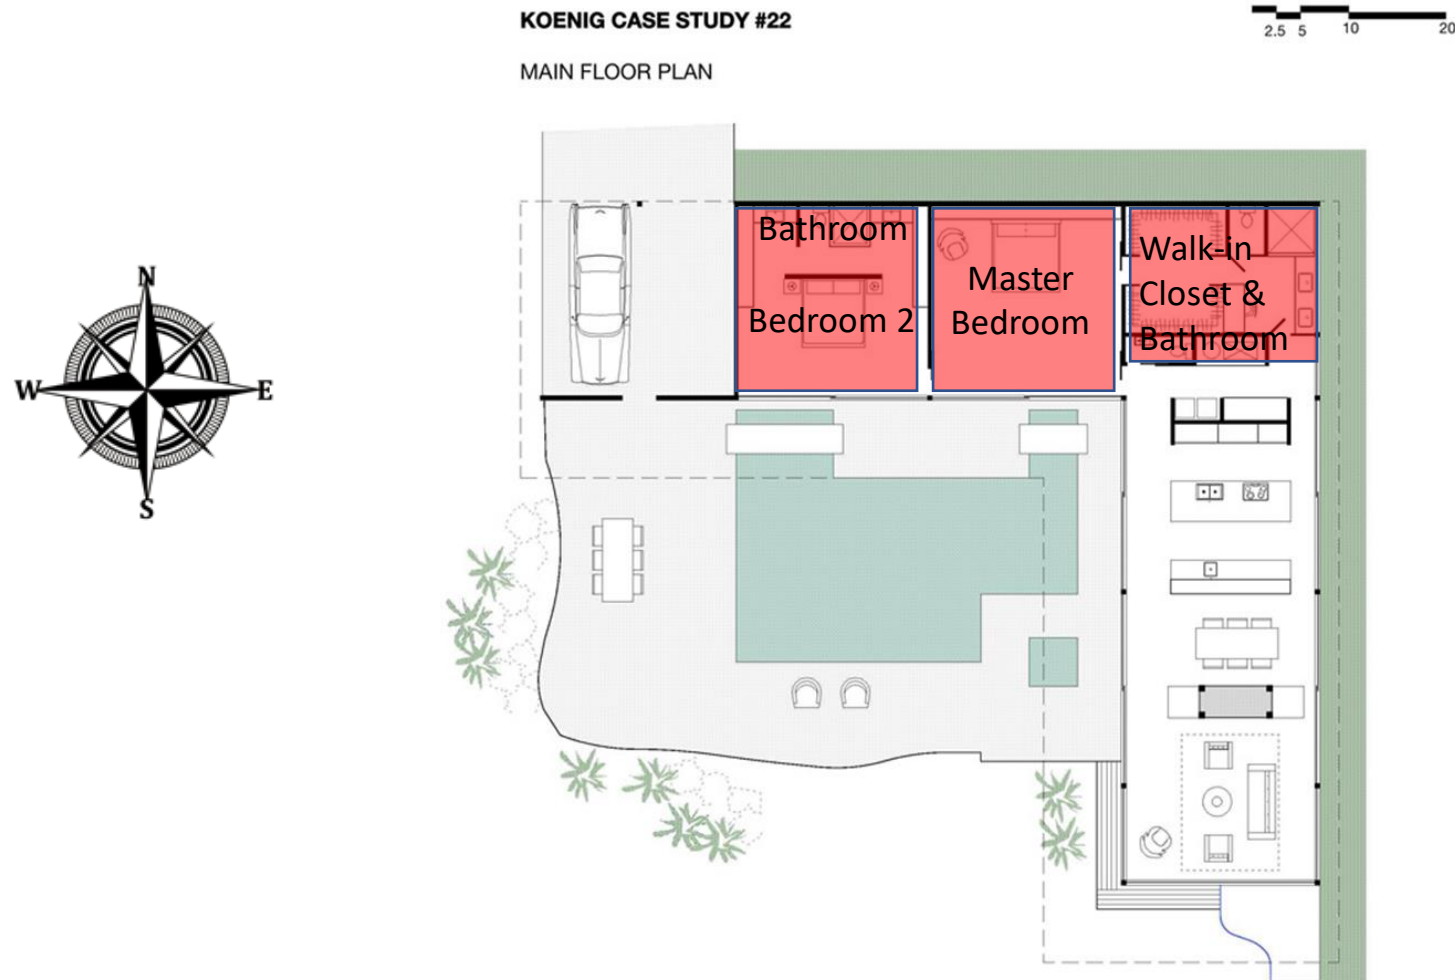 KOENIG CASE STUDY #22
MAIN FLOOR PLAN
2.5 5 10 20
N
W E
S
Bathroom
Bedroom 2
Master
Bedroom
Walk-in
Closet &
Bathroom